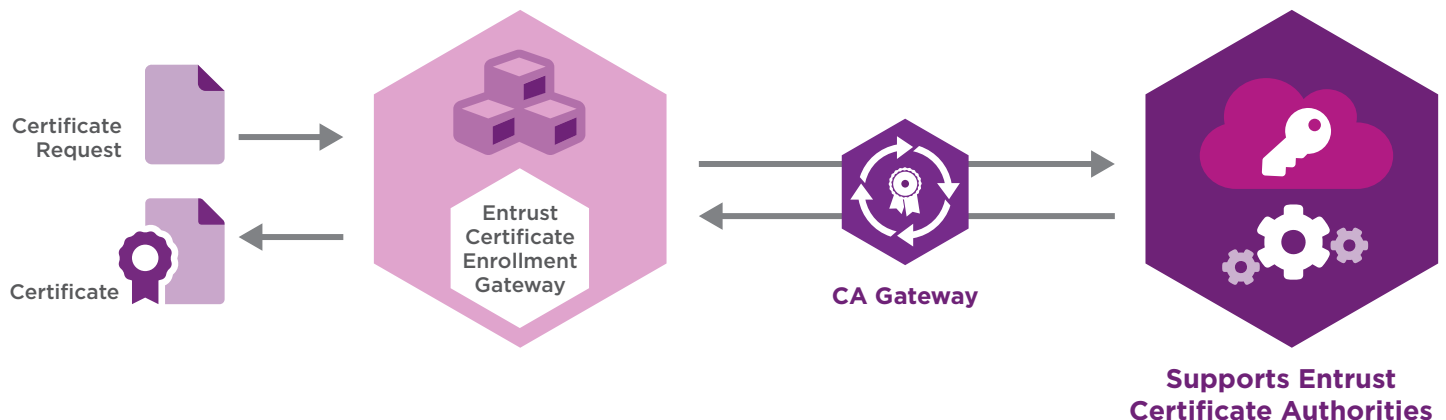 Certificate
Request
Certificate
Entrust
Certificate
Enrollment
Gateway
CA Gateway
Supports Entrust
Certificate Authorities